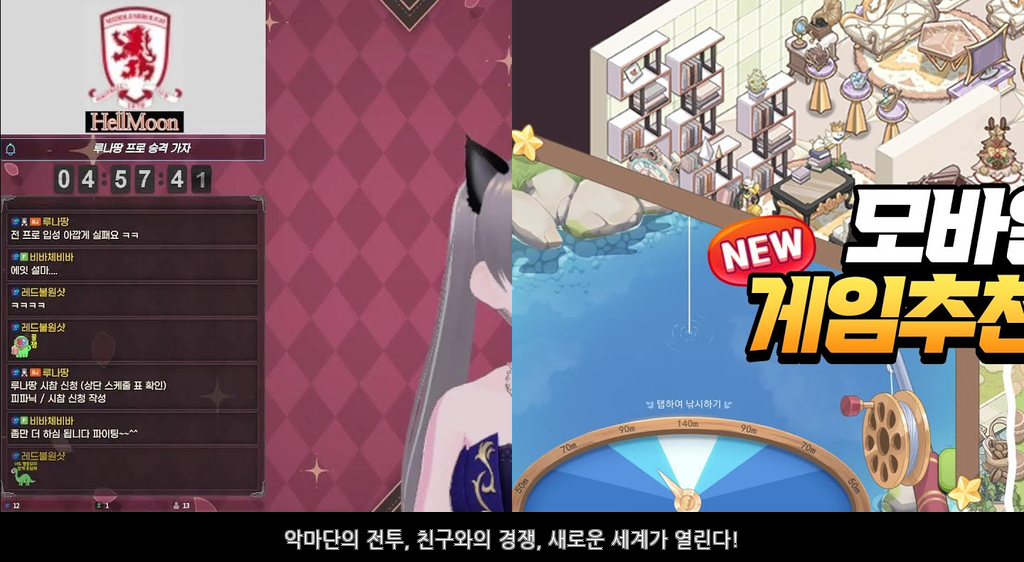 HellMoon
루나땅 프로 승격 가자
04:57:41
BJ 루나땅
전 프로 입성 아깝게 실패요 ㅋㅋ
비바체비바
에잇 설마....
레드불원샷
ㅋㅋㅋㅋ
레드불원샷
BJ 루나땅
루나땅 시참 신청 (상단 스케줄 표 확인)
피파닉 / 시참 신청 작성
비바체비바
좀만 더 하심 됩니다 파이팅~~^^
레드불원샷
12
1
13
NEW
모바일
게임추천
탭하여 낚시하기
50m 70m 90m 140m 90m 70m 50m
악마단의 전투, 친구와의 경쟁, 새로운 세계가 열린다!